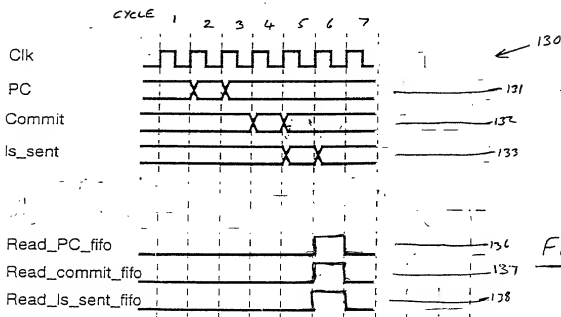 CYCLE 1 2 3 4 5 6 7
Clk 130
PC 131
Commit 132
ls_sent 133
Read_PC_fifo 136
Read_commit_fifo 137
Read_ls_sent_fifo 138